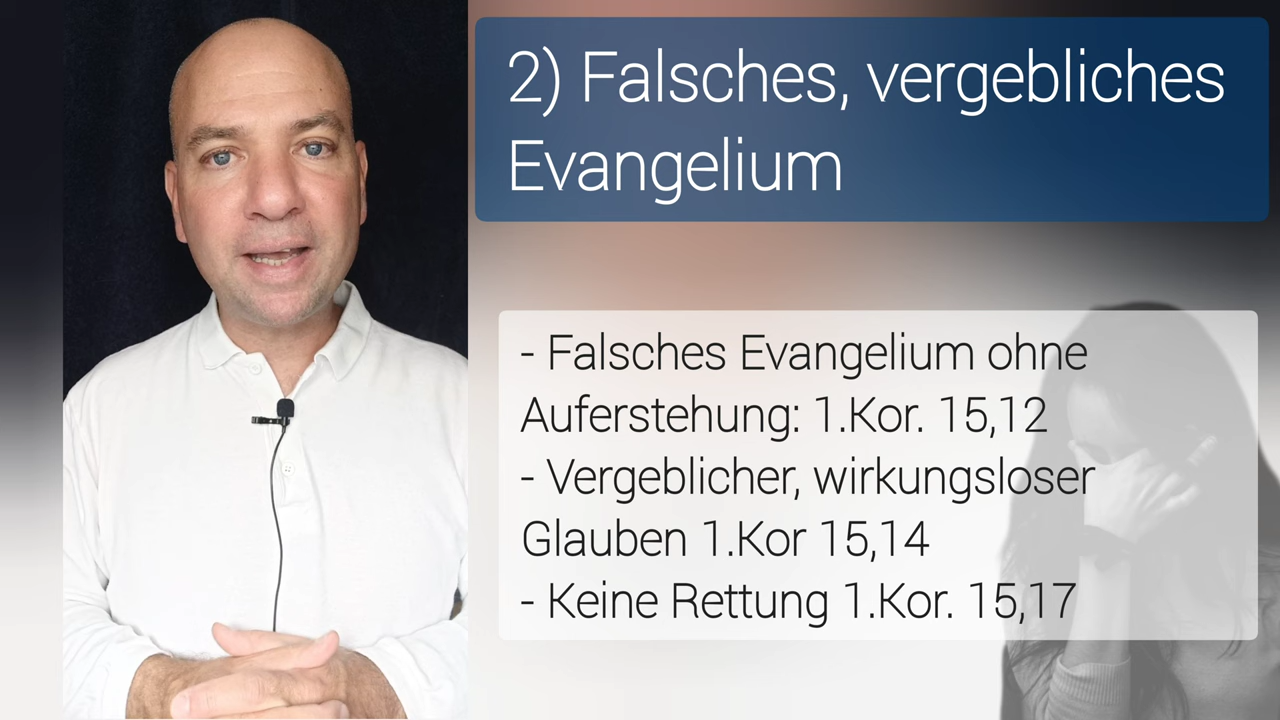 2) Falsches, vergebliches
Evangelium
- Falsches Evangelium ohne
Auferstehung: 1.Kor. 15,12
- Vergeblicher, wirkungsloser
Glauben 1.Kor 15,14
- Keine Rettung 1.Kor. 15,17